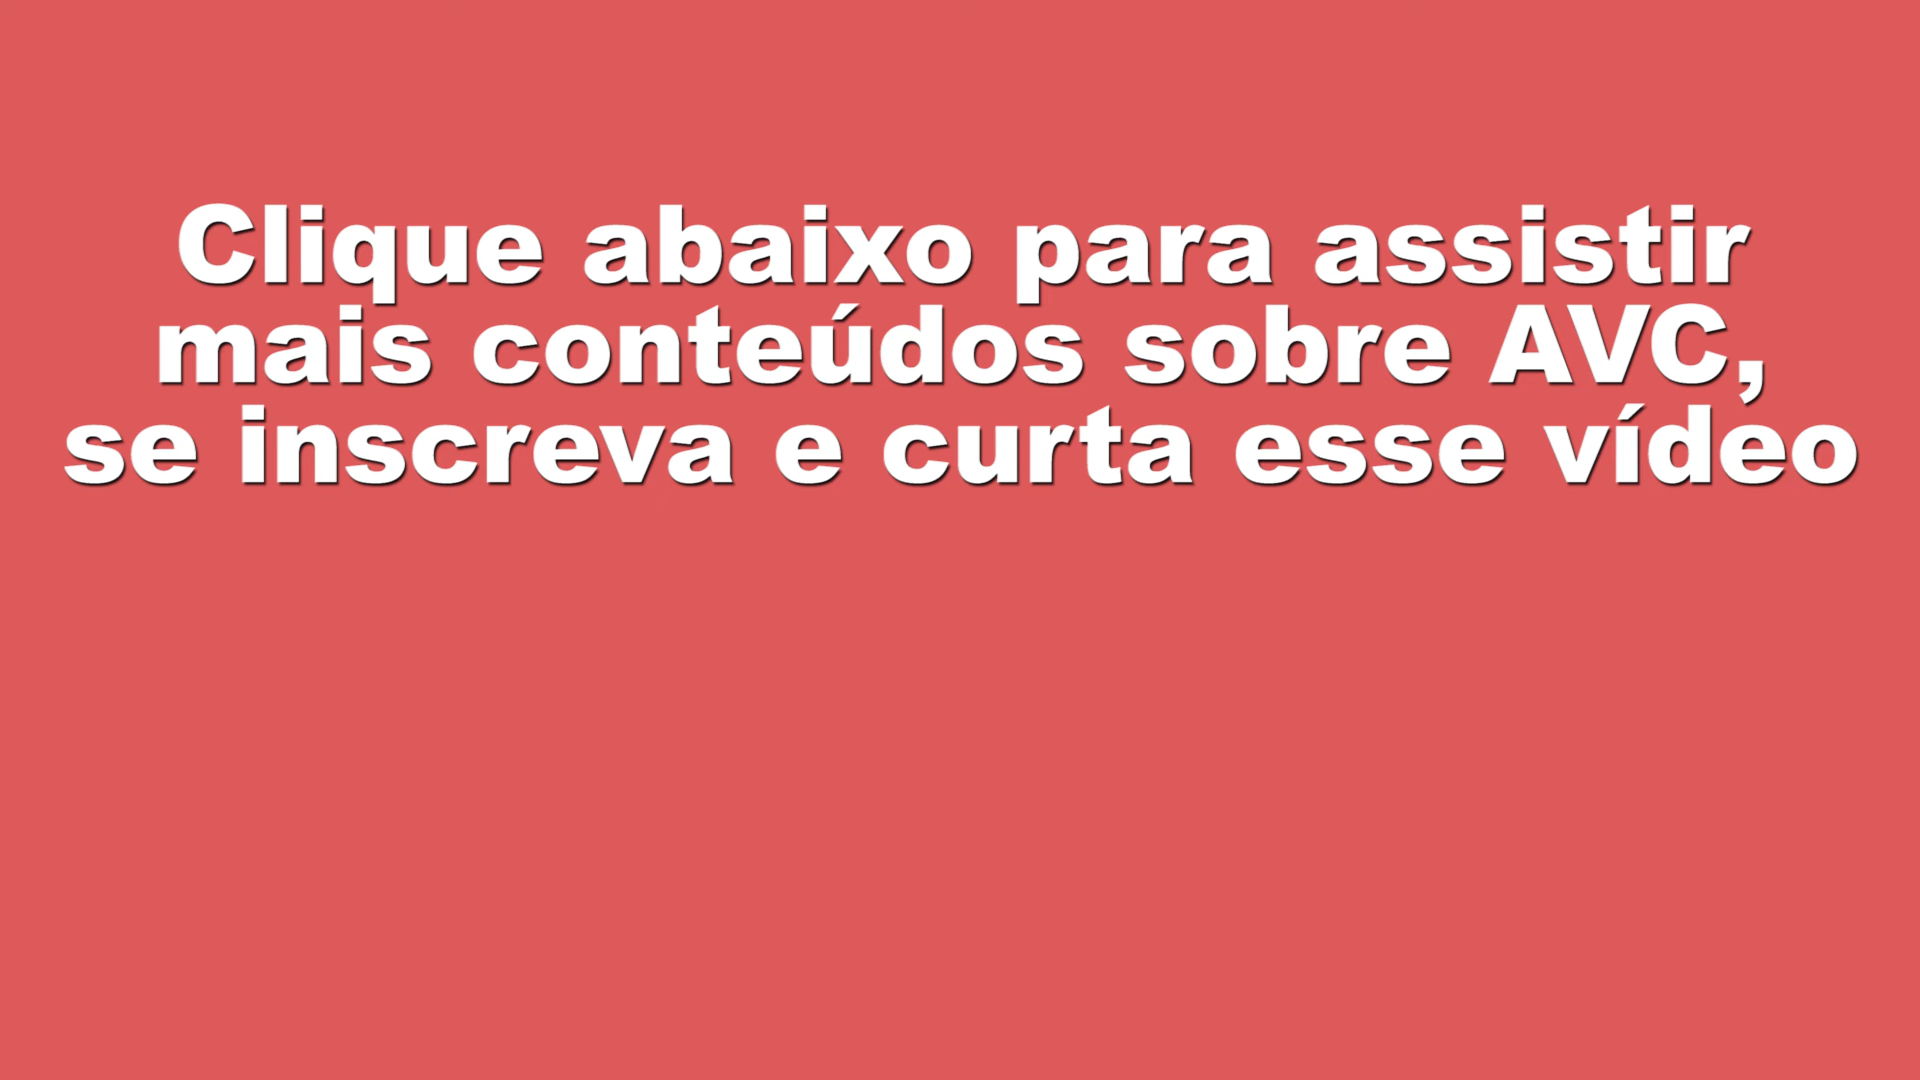 Clique abaixo para assistir
mais conteúdos sobre AVC,
se inscreva e curta esse vídeo